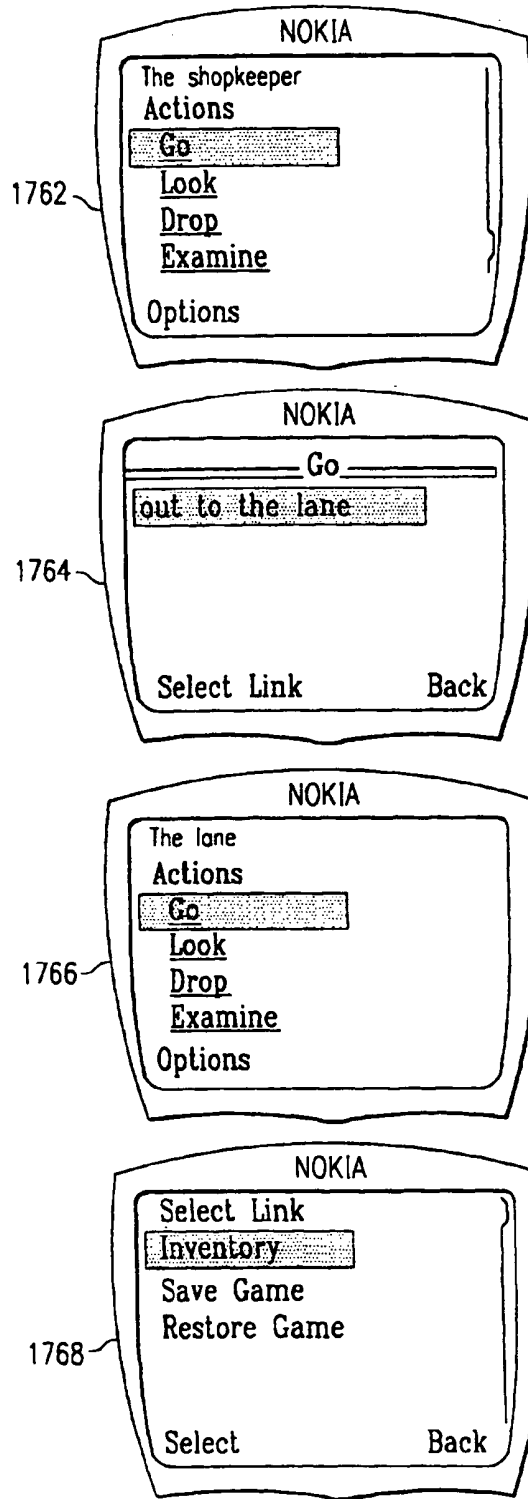 NOKIA
The shopkeeper
Actions
Go
Look
Drop
Examine
Options
1762
NOKIA
Go
out to the lane
Select Link Back
1764
NOKIA
The lane
Actions
Go
Look
Drop
Examine
Options
1766
NOKIA
Select Link
Inventory
Save Game
Restore Game
Select Back
1768